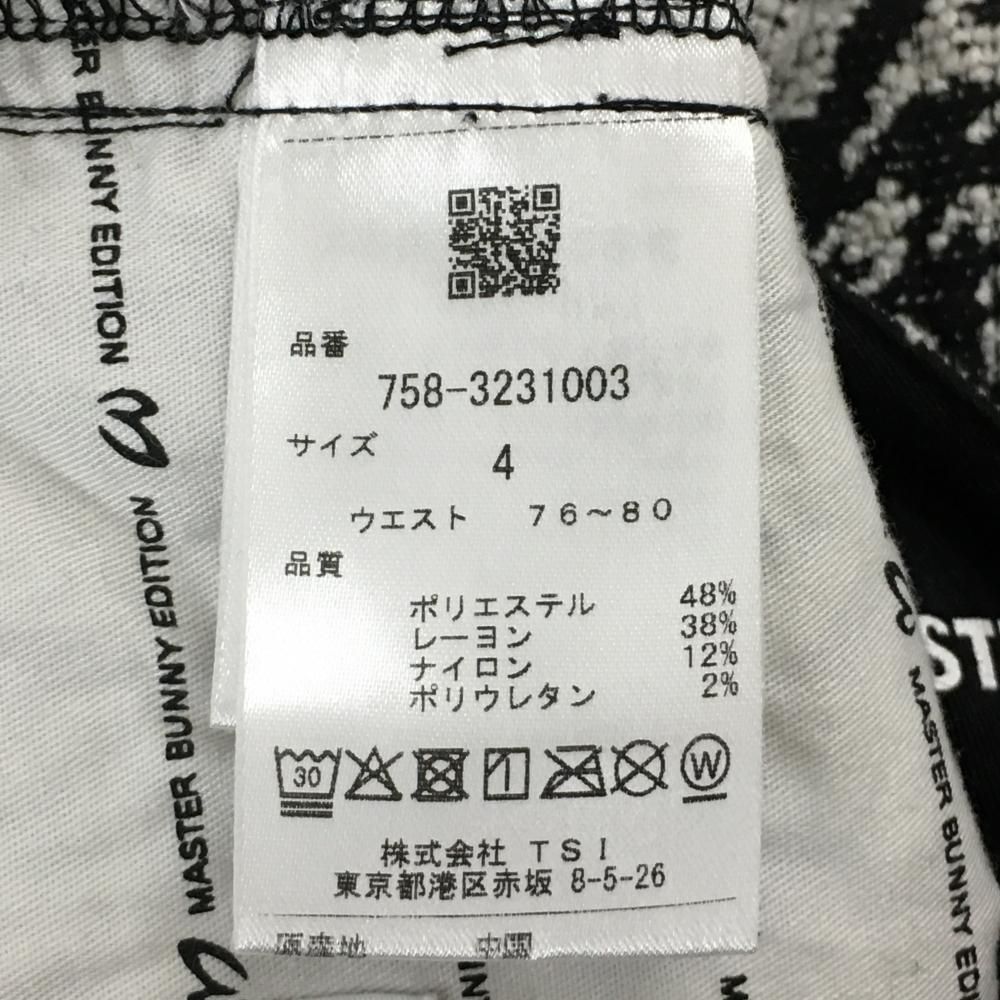 品番
758-3231003
サイズ
4
ウエスト 76~80
品質
ポリエステル 48%
レーヨン 38%
ナイロン 12%
ポリウレタン 2%
30
W
株式会社 TSI
東京都港区赤坂 8-5-26
原産地 中国
MASTER BUNNY EDITION
BUNNY EDITION
MASTER BUNNY EDI
ST